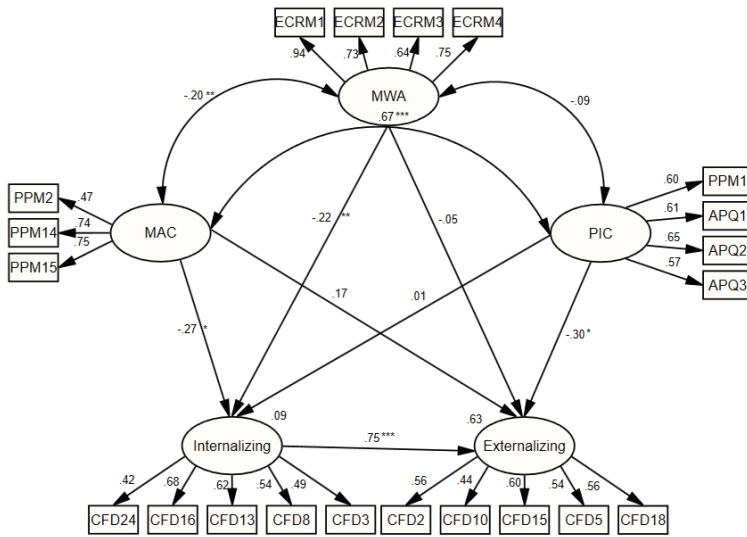 ECRM1 ECRM2 ECRM3 ECRM4
.94 .73 .64 .75
MWA
-.20 ** -.09
.67 ***
PPM2 .47
PPM14 .74
PPM15 .75
MAC
PIC
.60 PPM1
.61 APQ1
.65 APQ2
.57 APQ3
-.22 ** -.05
.17 .01
-.27 * -.30 *
.09 .63
Internalizing .75 *** Externalizing
.42 .68 .62 .54 .49 .56 .44 .60 .54 .56
CFD24 CFD16 CFD13 CFD8 CFD3 CFD2 CFD10 CFD15 CFD5 CFD18